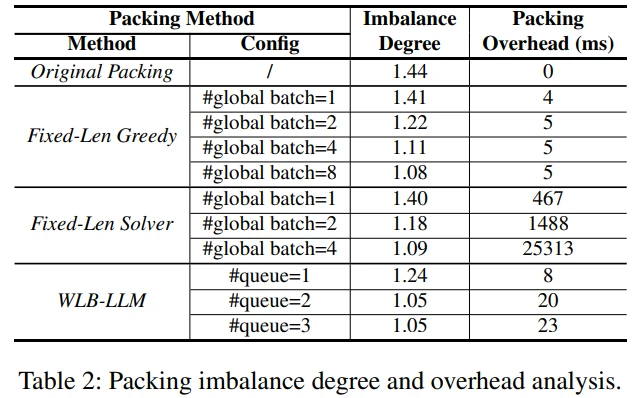 Packing Method Imbalance Packing
Method Config Degree Overhead (ms)
Original Packing / 1.44 0
Fixed-Len Greedy #global batch=1 1.41 4
#global batch=2 1.22 5
#global batch=4 1.11 5
#global batch=8 1.08 5
Fixed-Len Solver #global batch=1 1.40 467
#global batch=2 1.18 1488
#global batch=4 1.09 25313
WLB-LLM #queue=1 1.24 8
#queue=2 1.05 20
#queue=3 1.05 23
Table 2: Packing imbalance degree and overhead analysis.